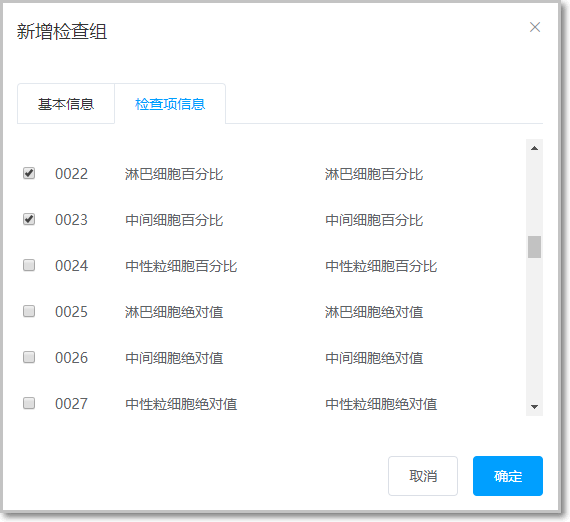 新增检查组
基本信息 检查项信息
0022 淋巴细胞百分比 淋巴细胞百分比
0023 中间细胞百分比 中间细胞百分比
0024 中性粒细胞百分比 中性粒细胞百分比
0025 淋巴细胞绝对值 淋巴细胞绝对值
0026 中间细胞绝对值 中间细胞绝对值
0027 中性粒细胞绝对值 中性粒细胞绝对值
取消 确定